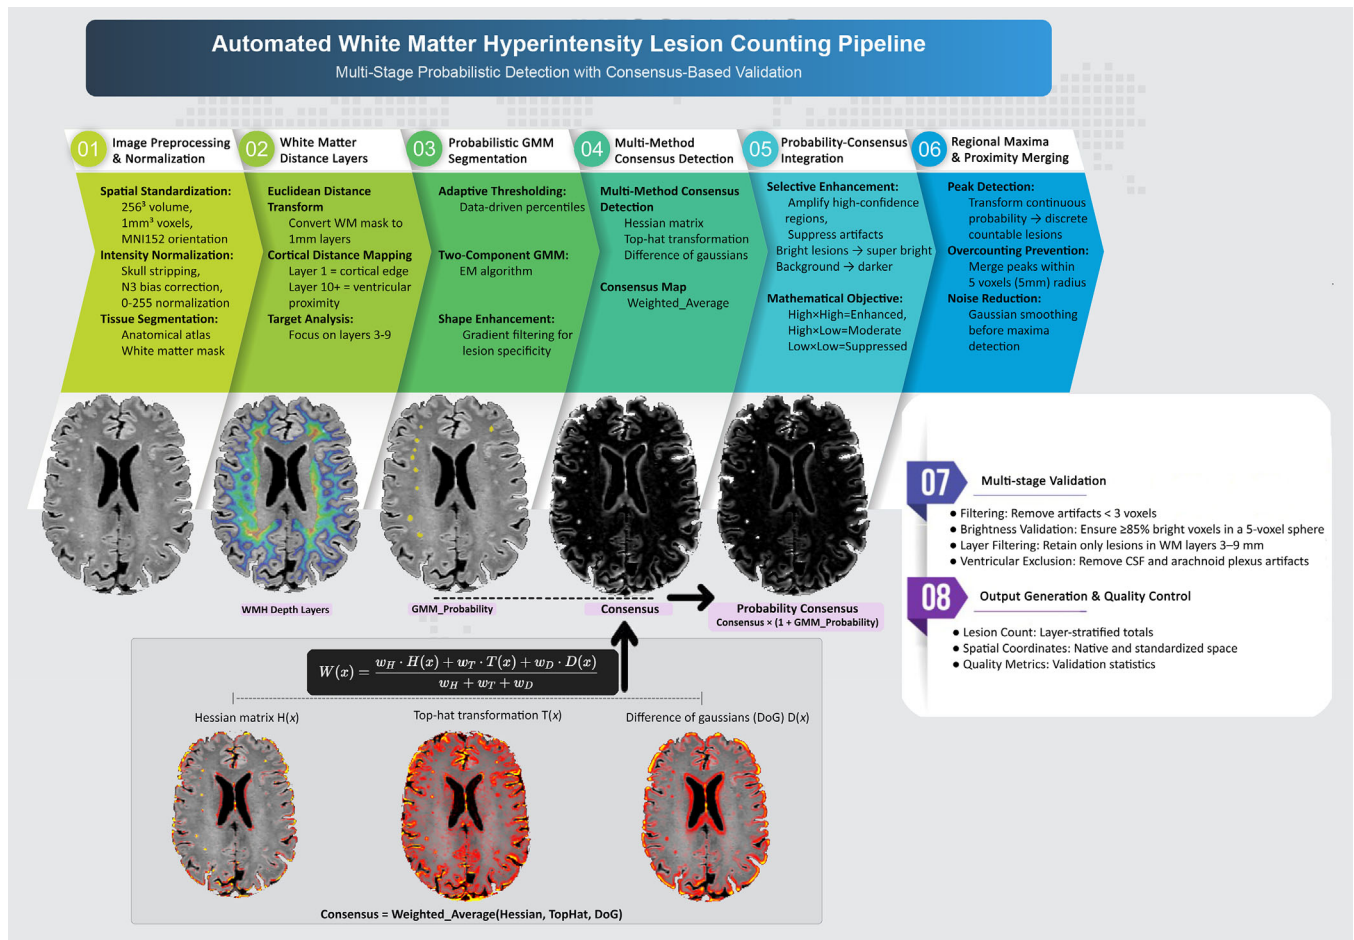 Automated White Matter Hyperintensity Lesion Counting Pipeline
Multi-Stage Probabilistic Detection with Consensus-Based Validation
01
Image Preprocessing
& Normalization
Spatial Standardization:
256³ volume,
1mm³ voxels,
MNI152 orientation
Intensity Normalization:
Skull stripping,
N3 bias correction,
0-255 normalization
Tissue Segmentation:
Anatomical atlas
White matter mask
02
White Matter
Distance Layers
Euclidean Distance
Transform
Convert WM mask to
1mm layers
Cortical Distance Mapping
Layer 1 = cortical edge
Layer 10+ = ventricular
proximity
Target Analysis:
Focus on layers 3-9
03
Probabilistic GMM
Segmentation
Adaptive Thresholding:
Data-driven percentiles
Two-Component GMM:
EM algorithm
Shape Enhancement:
Gradient filtering for
lesion specificity
04
Multi-Method
Consensus Detection
Multi-Method Consensus
Detection
Hessian matrix
Top-hat transformation
Difference of gaussians
Consensus Map
Weighted_Average
05
Probability-Consensus
Integration
Selective Enhancement:
Amplify high-confidence
regions,
Suppress artifacts
Bright lesions → super bright
Background → darker
Mathematical Objective:
High×High=Enhanced,
High×Low=Moderate
Low×Low=Suppressed
06
Regional Maxima
& Proximity Merging
Peak Detection:
Transform continuous
probability → discrete
countable lesions
Overcounting Prevention:
Merge peaks within
5 voxels (5mm) radius
Noise Reduction:
Gaussian smoothing
before maxima
detection
WMH Depth Layers
GMM_Probability
Consensus
Probability Consensus
Consensus × (1 + GMM_Probability)
07
Multi-stage Validation
● Filtering: Remove artifacts < 3 voxels
● Brightness Validation: Ensure ≥85% bright voxels in a 5-voxel sphere
● Layer Filtering: Retain only lesions in WM layers 3–9 mm
● Ventricular Exclusion: Remove CSF and arachnoid plexus artifacts
08
Output Generation & Quality Control
● Lesion Count: Layer-stratified totals
● Spatial Coordinates: Native and standardized space
● Quality Metrics: Validation statistics
W(x) = (w_H · H(x) + w_T · T(x) + w_D · D(x)) / (w_H + w_T + w_D)
Hessian matrix H(x)
Top-hat transformation T(x)
Difference of gaussians (DoG) D(x)
Consensus = Weighted_Average(Hessian, TopHat, DoG)